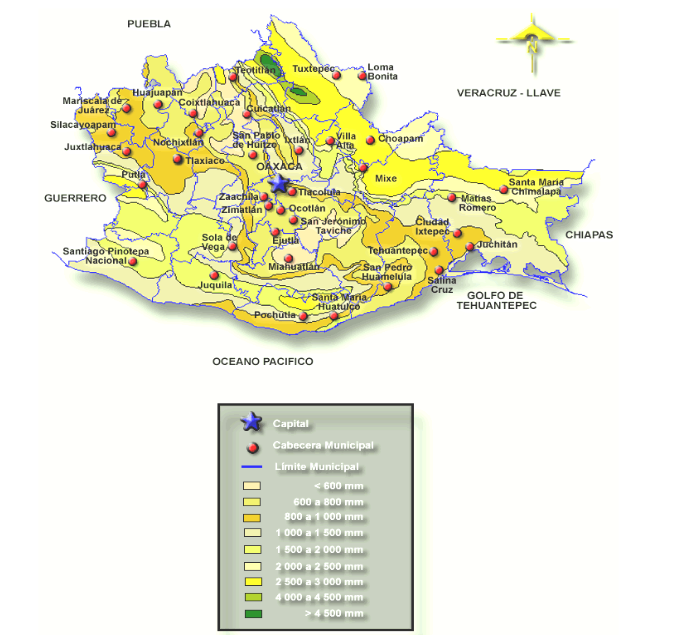 PUEBLA
N
VERACRUZ - LLAVE
Teotitlán
Tuxtepec
Loma
Bonita
Huajuapán
Mariscala de
Juárez
Coixtlahuaca
Cuicatlán
Silacayoapam
Nochixtlán
San Pablo
de Huitzo
Ixtlán
Villa
Alta
Choapam
Juxtlahuaca
Tlaxiaco
OAXACA
Putla
Mixe
Tlacolula
Santa María
Chimalapa
GUERRERO
Zaachila
Zimatlán
Ocotlán
Matías
Romero
San Jerónimo
Taviche
Ciudad
Ixtepec
CHIAPAS
Sola de
Vega
Ejutla
Juchitán
Santiago Pinotepa
Nacional
Tehuantepec
Miahuatlán
San Pedro
Huamelula
Juquila
Salina
Cruz
Santa María
Huatulco
GOLFO DE
TEHUANTEPEC
Pochutla
OCEANO PACIFICO
Capital
Cabecera Municipal
Límite Municipal
< 600 mm
600 a 800 mm
800 a 1 000 mm
1 000 a 1 500 mm
1 500 a 2 000 mm
2 000 a 2 500 mm
2 500 a 3 000 mm
4 000 a 4 500 mm
> 4 500 mm